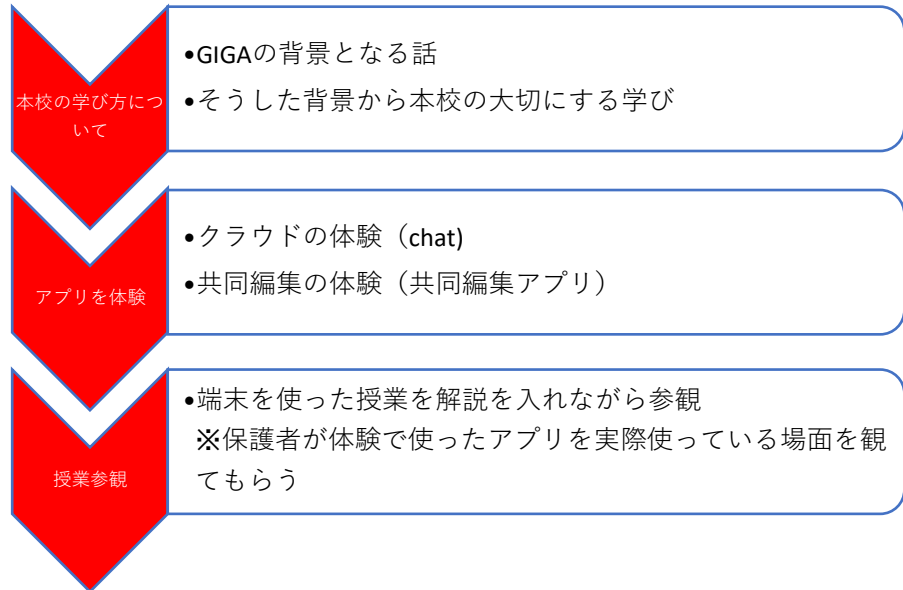 本校の学び方につ
いて
•GIGAの背景となる話
•そうした背景から本校の大切にする学び
アプリを体験
•クラウドの体験（chat)
•共同編集の体験（共同編集アプリ）
授業参観
•端末を使った授業を解説を入れながら参観
※保護者が体験で使ったアプリを実際使っている場面を観
てもらう